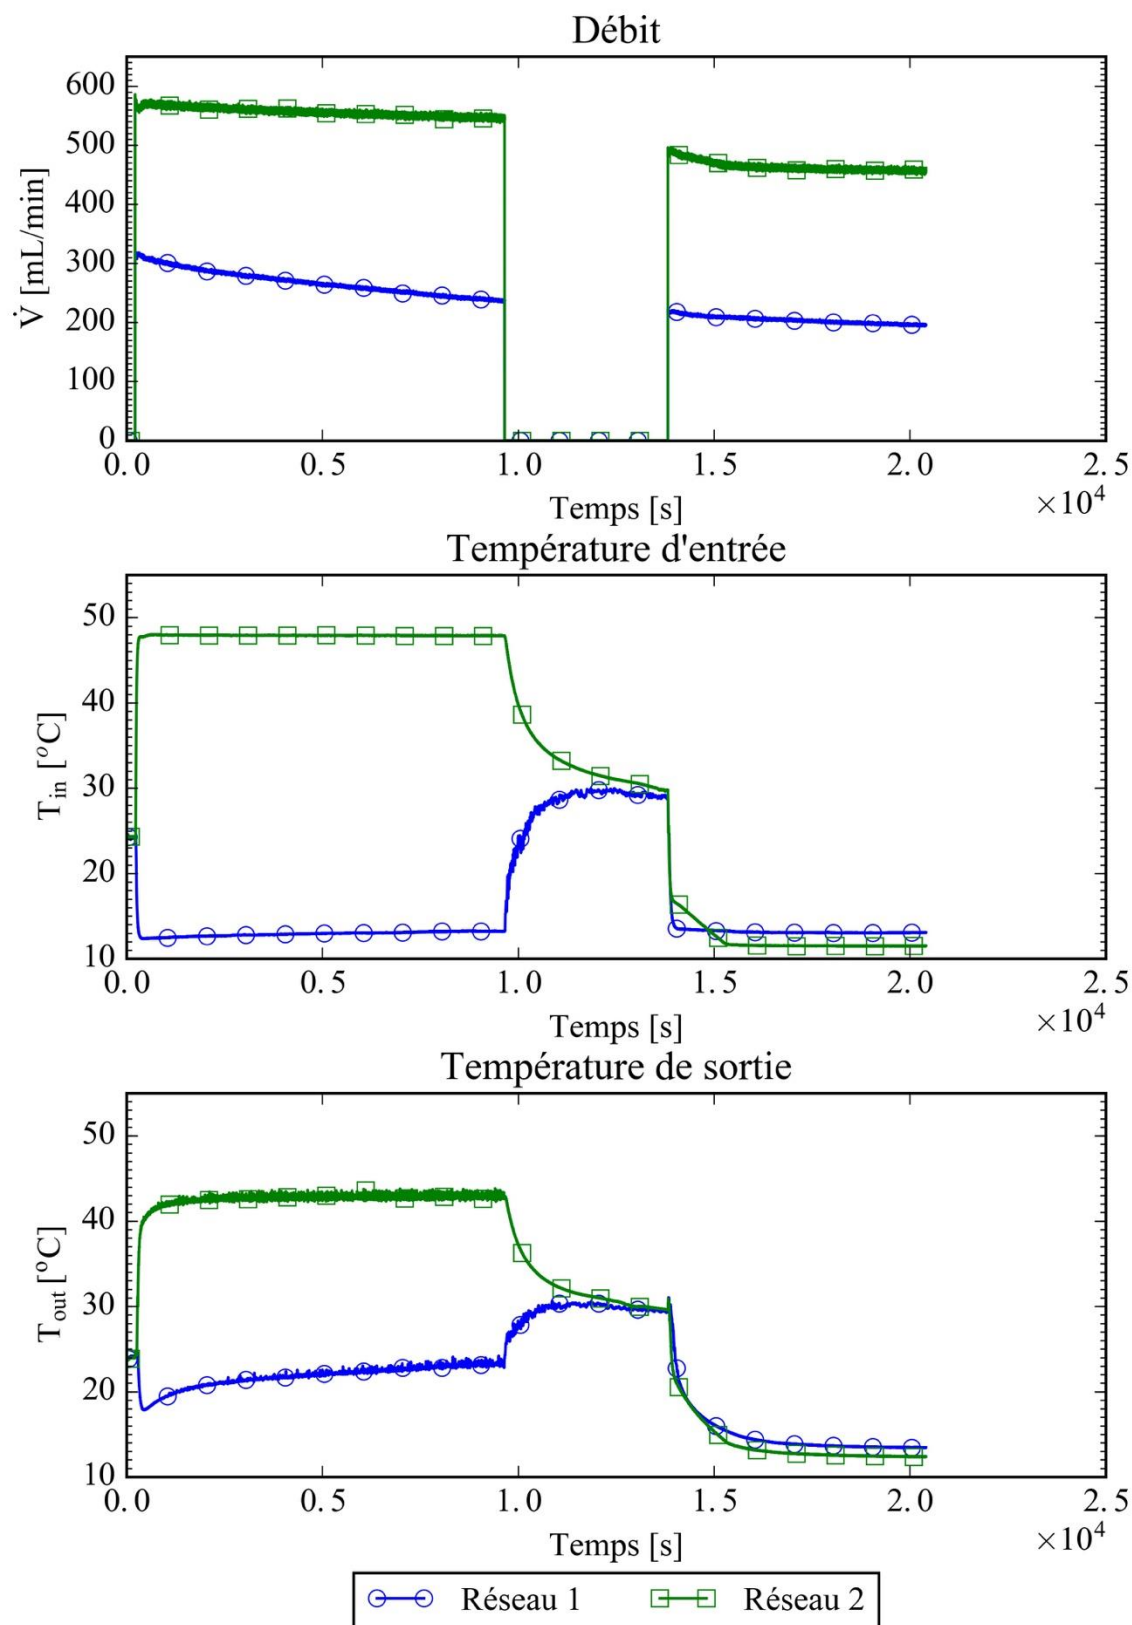 Débit
600
500
400
300
200
100
0
V̇ [mL/min]
0.0 0.5 1.0 1.5 2.0 2.5
Temps [s]
×10⁴
Température d'entrée
50
40
30
20
10
T_in [°C]
0.0 0.5 1.0 1.5 2.0 2.5
Temps [s]
×10⁴
Température de sortie
50
40
30
20
10
T_out [°C]
0.0 0.5 1.0 1.5 2.0 2.5
Temps [s]
×10⁴
Réseau 1 Réseau 2